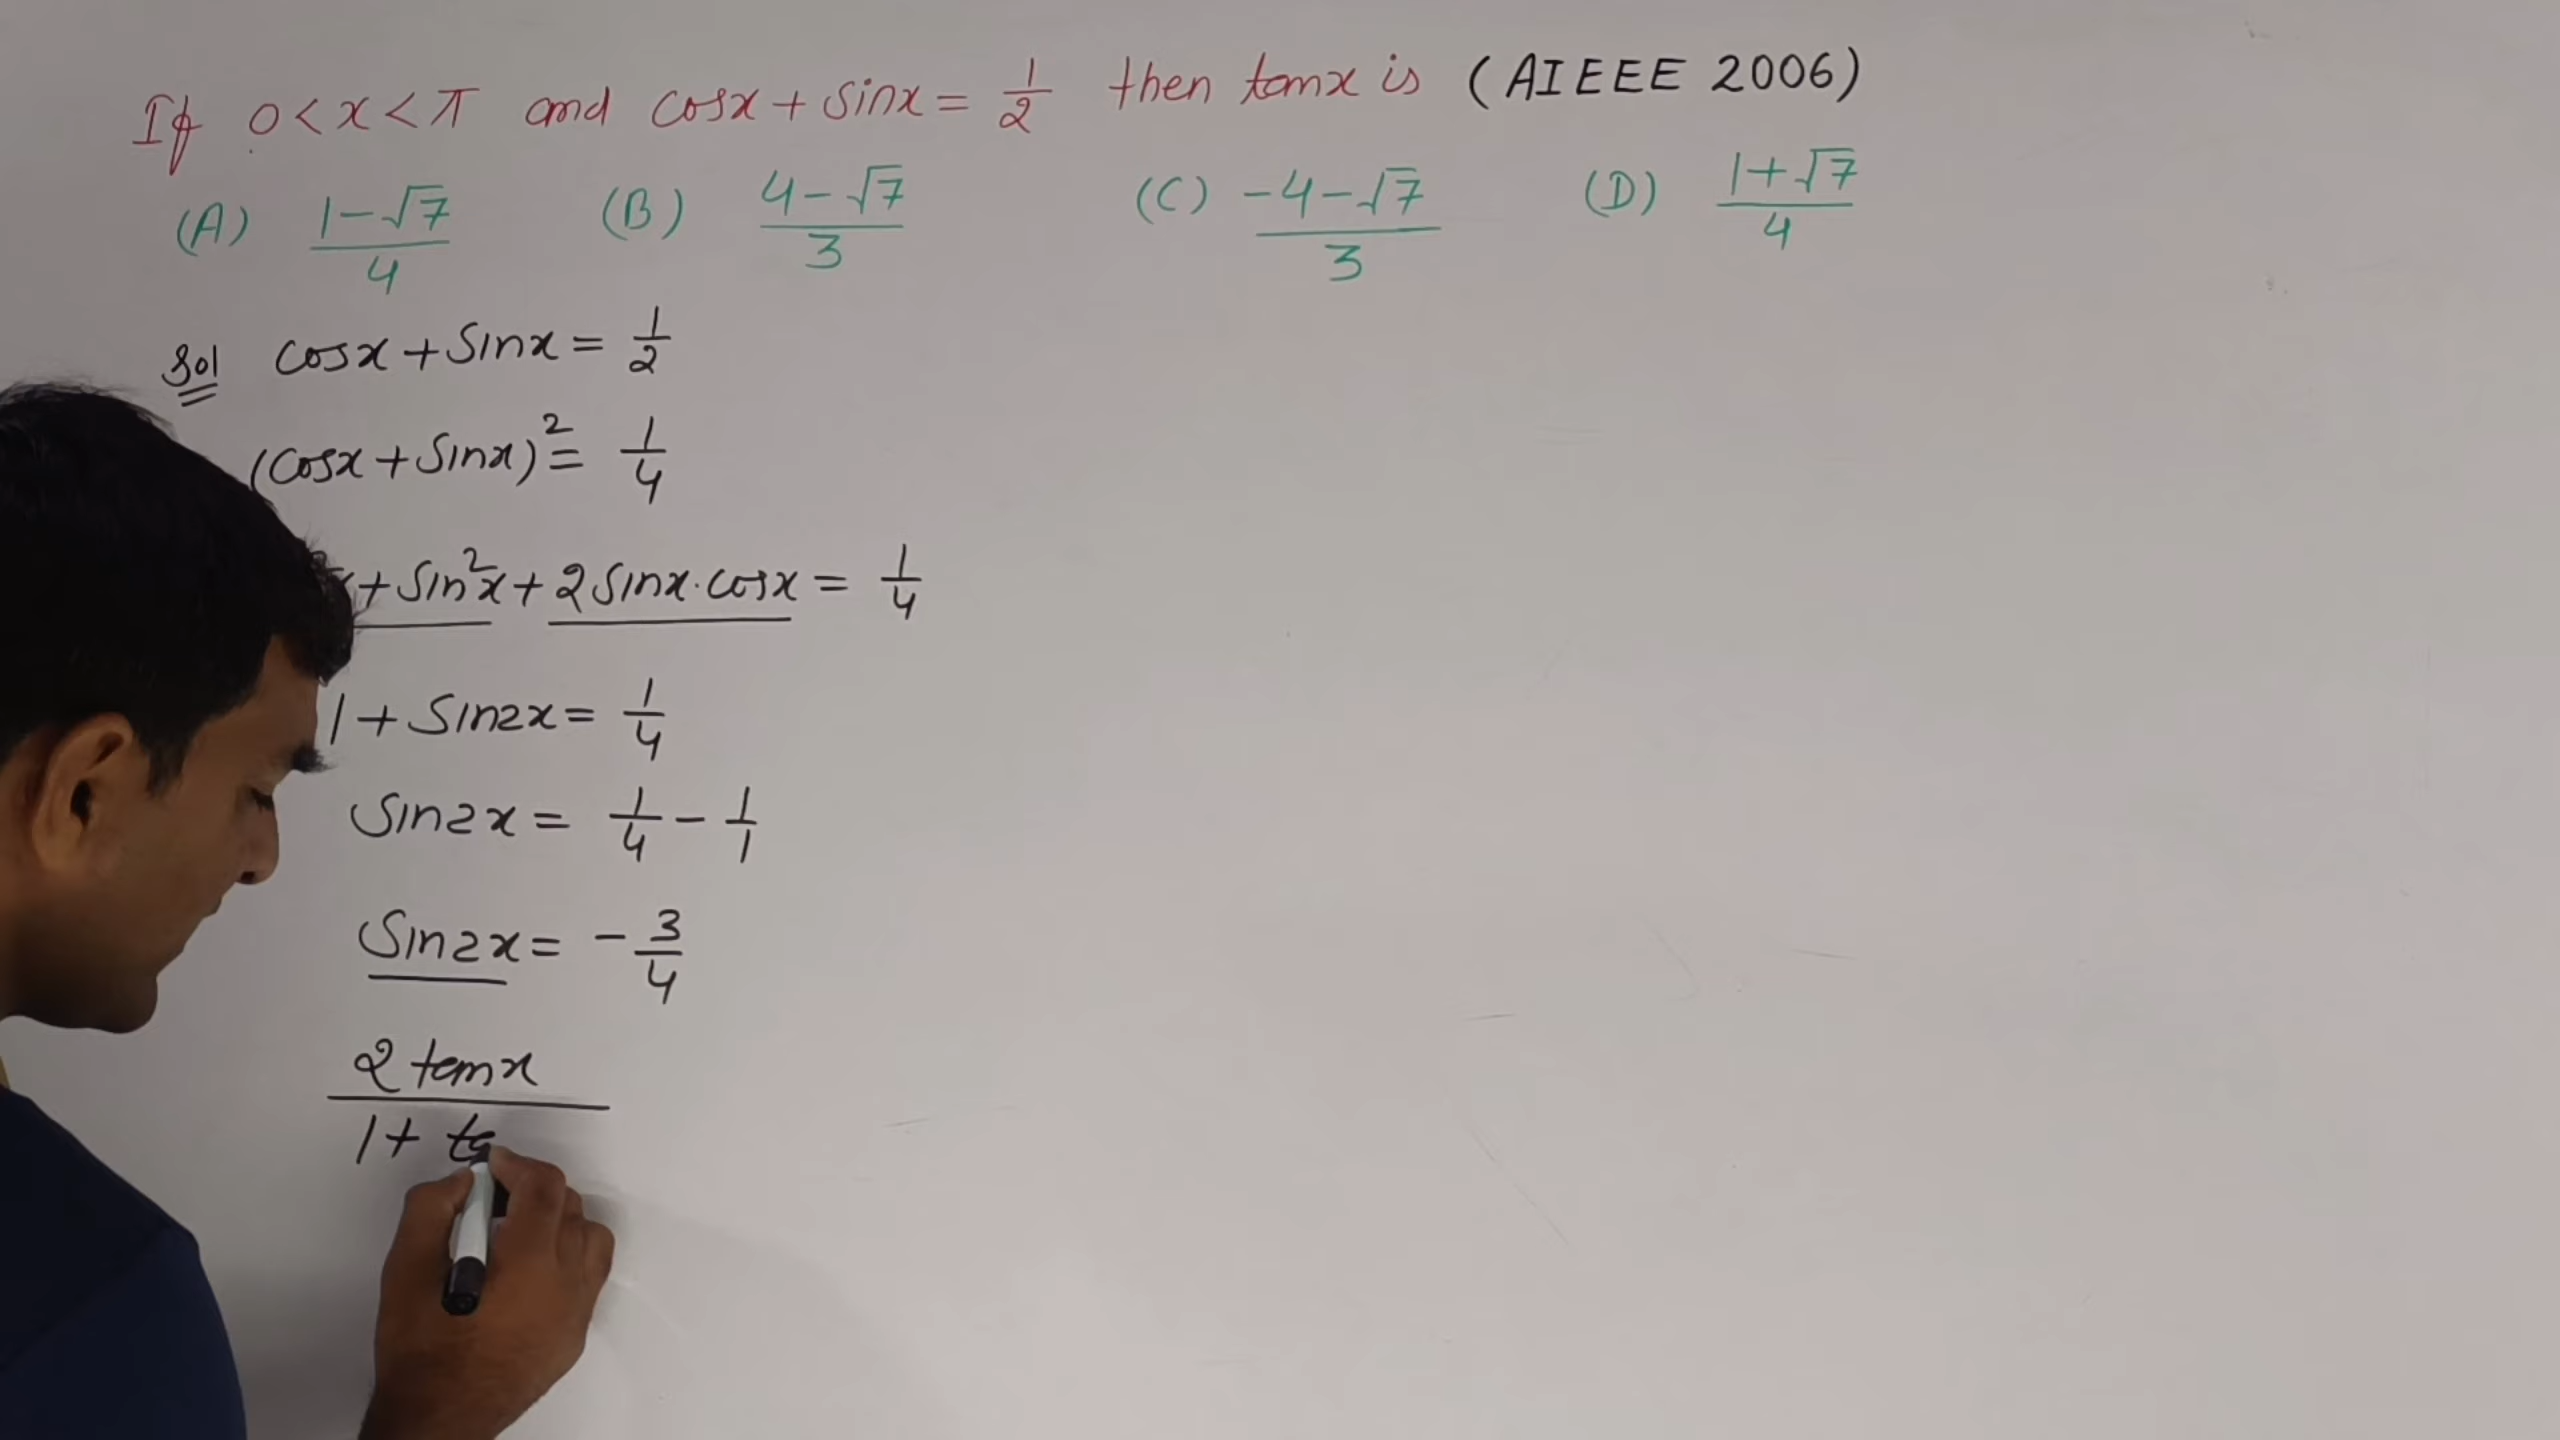 If 0 < x < π and cosx + sinx = 1/2 then tanx is (AIEEE 2006)
(A) (1-√7)/4 (B) (4-√7)/3 (C) (-4-√7)/3 (D) (1+√7)/4
Sol cosx + Sinx = 1/2
(cosx + Sinx)² = 1/4
+ Sin²x + 2 Sinx·cosx = 1/4
1 + Sin2x = 1/4
Sin2x = 1/4 - 1/1
Sin2x = -3/4
2 tanx
1 + ta